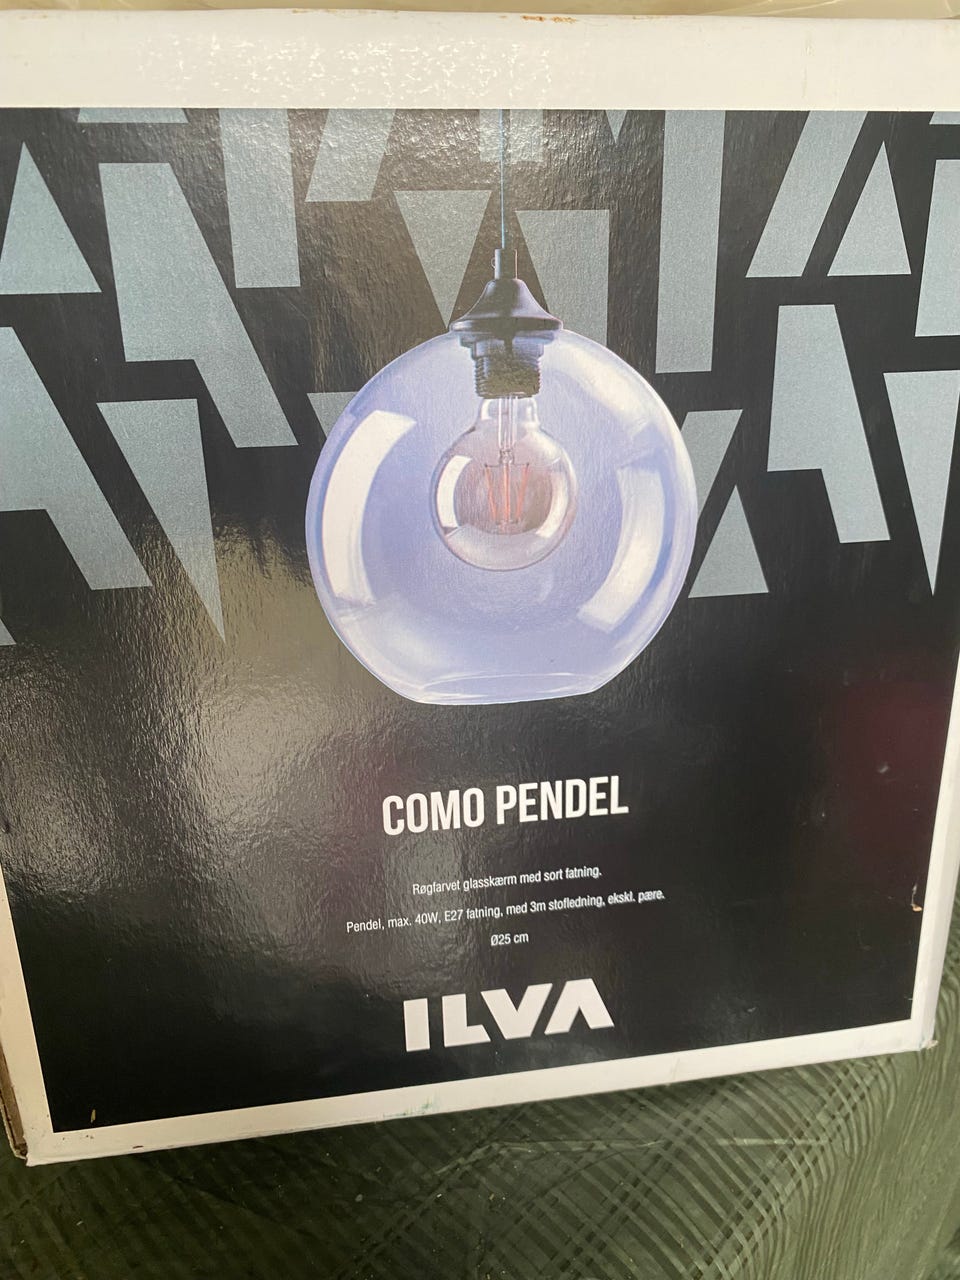 COMO PENDEL
Røgfarvet glasskærm med sort fatning.
Pendel, max. 40W, E27 fatning, med 3m stofledning, ekskl. pære.
Ø25 cm
ILVA